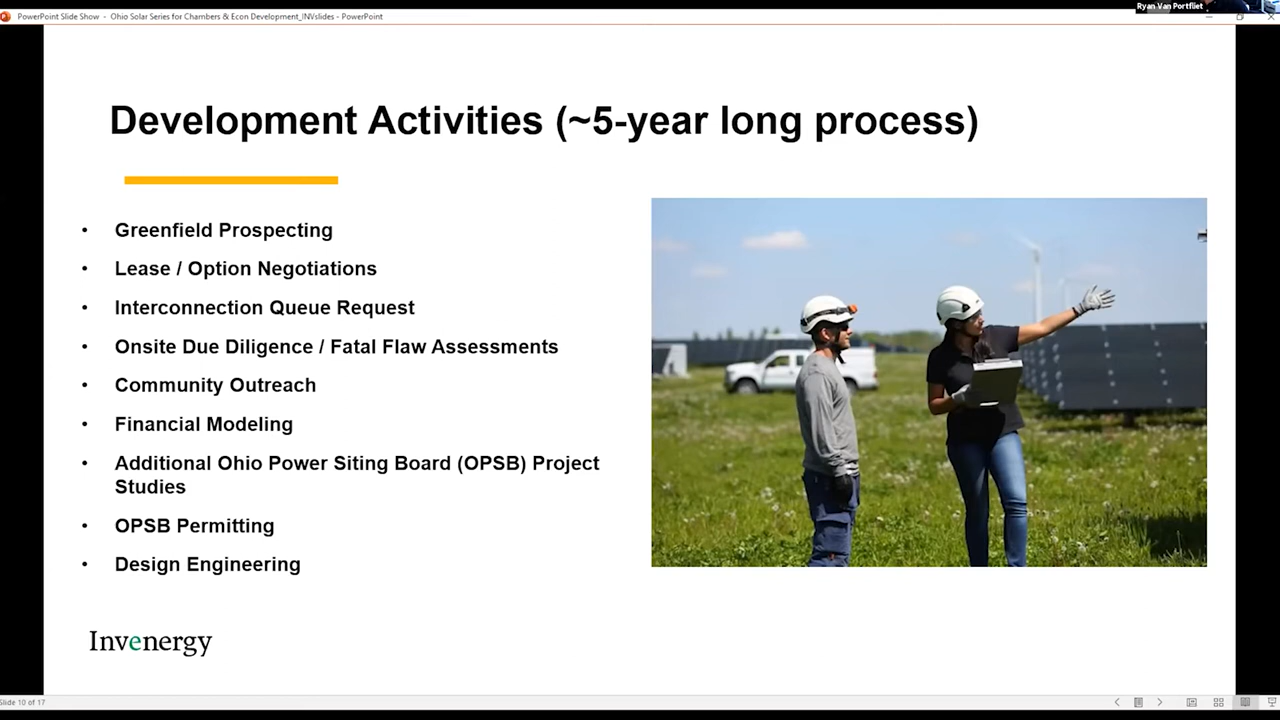 PowerPoint Slide Show - Ohio Solar Series for Chambers & Econ Development_INVslides - PowerPoint
Ryan Van Portfliet
Development Activities (~5-year long process)
• Greenfield Prospecting
• Lease / Option Negotiations
• Interconnection Queue Request
• Onsite Due Diligence / Fatal Flaw Assessments
• Community Outreach
• Financial Modeling
• Additional Ohio Power Siting Board (OPSB) Project
Studies
• OPSB Permitting
• Design Engineering
Invenergy
Slide 10 of 17